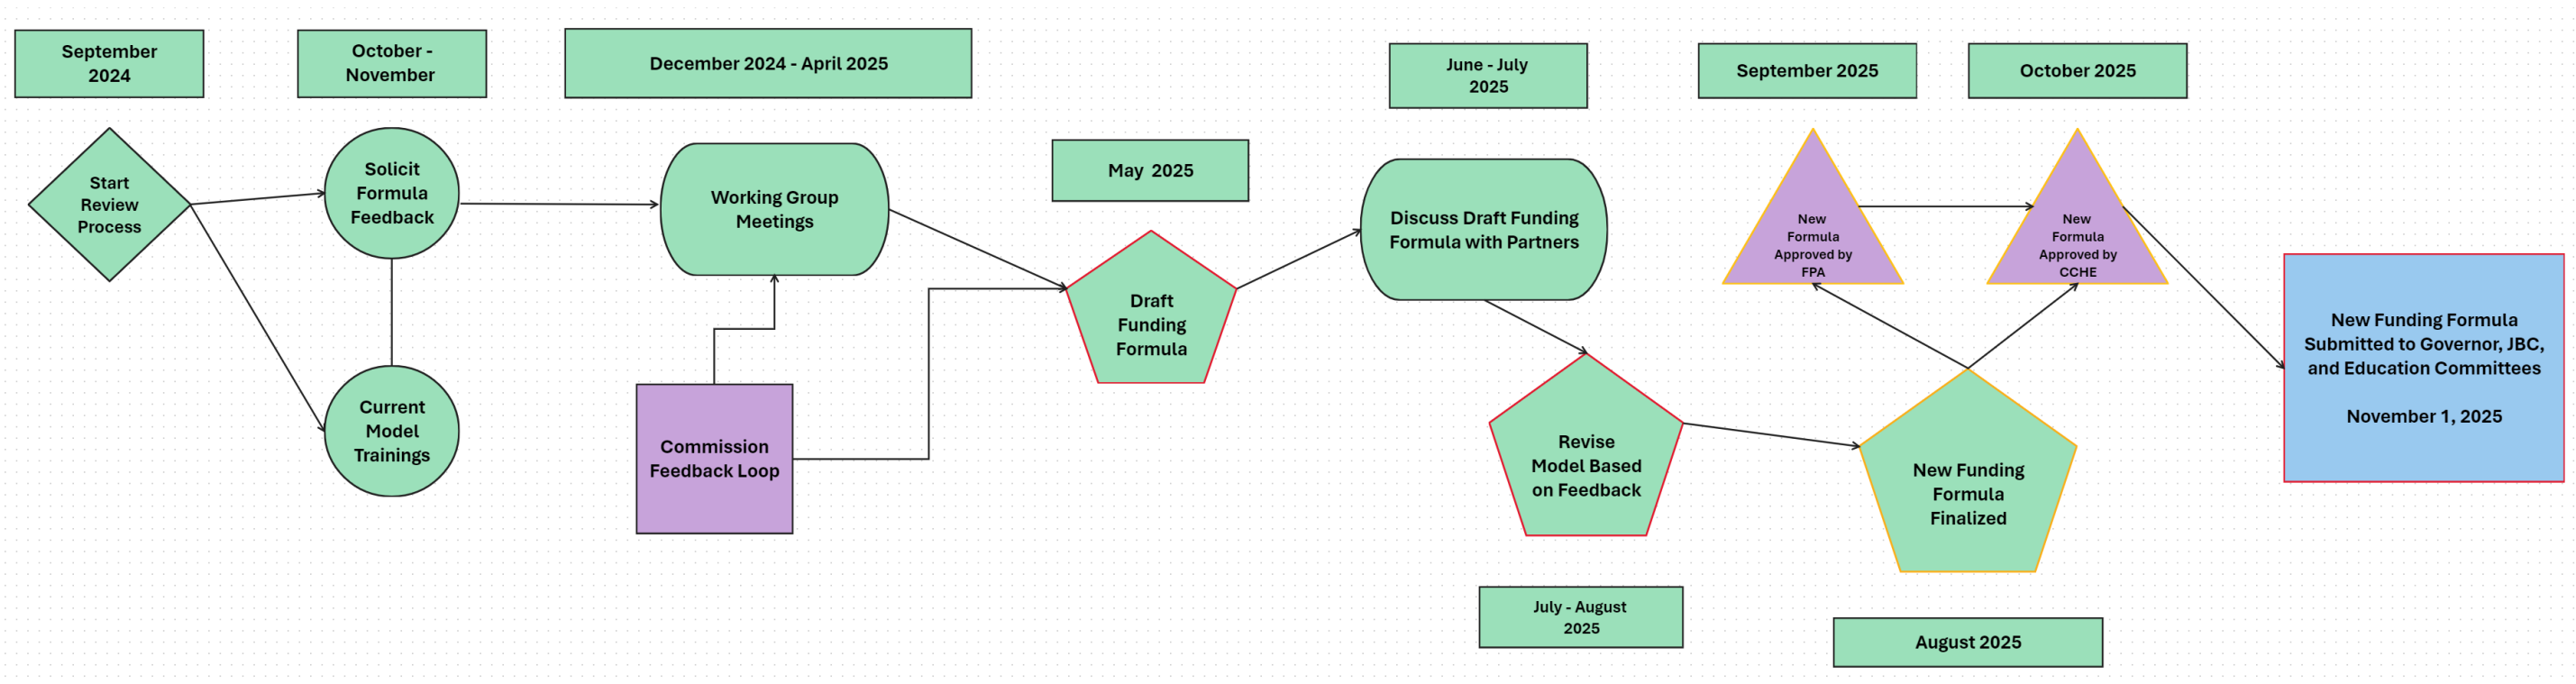 September
2024
October -
November
December 2024 - April 2025
May  2025
June - July
2025
September 2025
October 2025
Start
Review
Process
Solicit
Formula
Feedback
Current
Model
Trainings
Working Group
Meetings
Commission
Feedback Loop
Draft
Funding
Formula
Discuss Draft Funding
Formula with Partners
Revise
Model Based
on Feedback
July - August
2025
New Funding
Formula
Finalized
August 2025
New
Formula
Approved by
FPA
New
Formula
Approved by
CCHE
New Funding Formula
Submitted to Governor, JBC,
and Education Committees
November 1, 2025